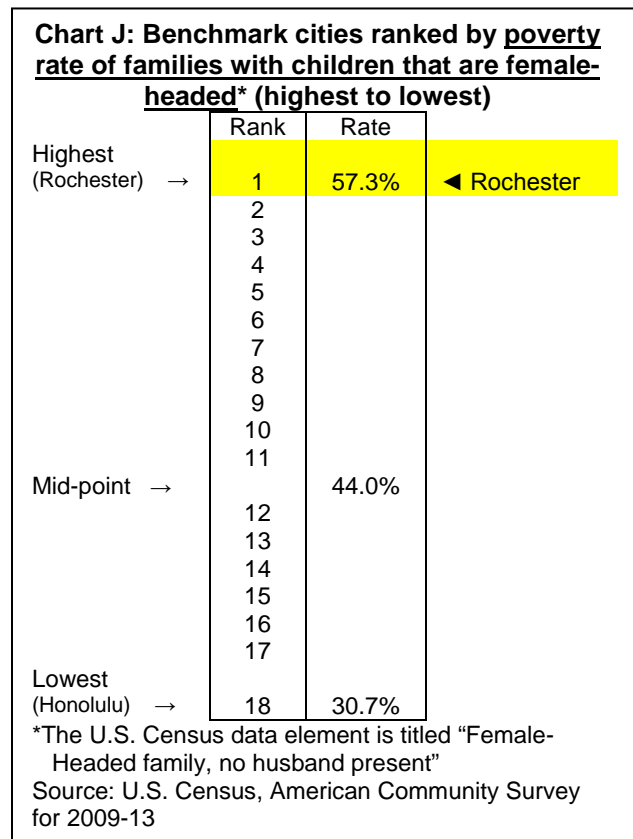 Chart J: Benchmark cities ranked by poverty
rate of families with children that are female-
headed* (highest to lowest)
Rank Rate
Highest
(Rochester) → 1 57.3% ◄ Rochester
2
3
4
5
6
7
8
9
10
11
Mid-point → 44.0%
12
13
14
15
16
17
Lowest
(Honolulu) → 18 30.7%
*The U.S. Census data element is titled “Female-
Headed family, no husband present”
Source: U.S. Census, American Community Survey
for 2009-13